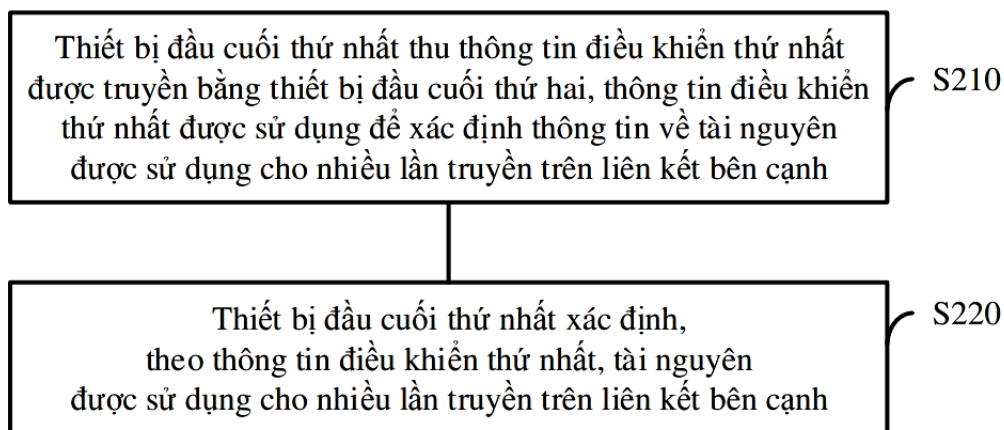 Thiết bị đầu cuối thứ nhất thu thông tin điều khiển thứ nhất
được truyền bằng thiết bị đầu cuối thứ hai, thông tin điều khiển
thứ nhất được sử dụng để xác định thông tin về tài nguyên
được sử dụng cho nhiều lần truyền trên liên kết bên cạnh
S210
Thiết bị đầu cuối thứ nhất xác định,
theo thông tin điều khiển thứ nhất, tài nguyên
được sử dụng cho nhiều lần truyền trên liên kết bên cạnh
S220